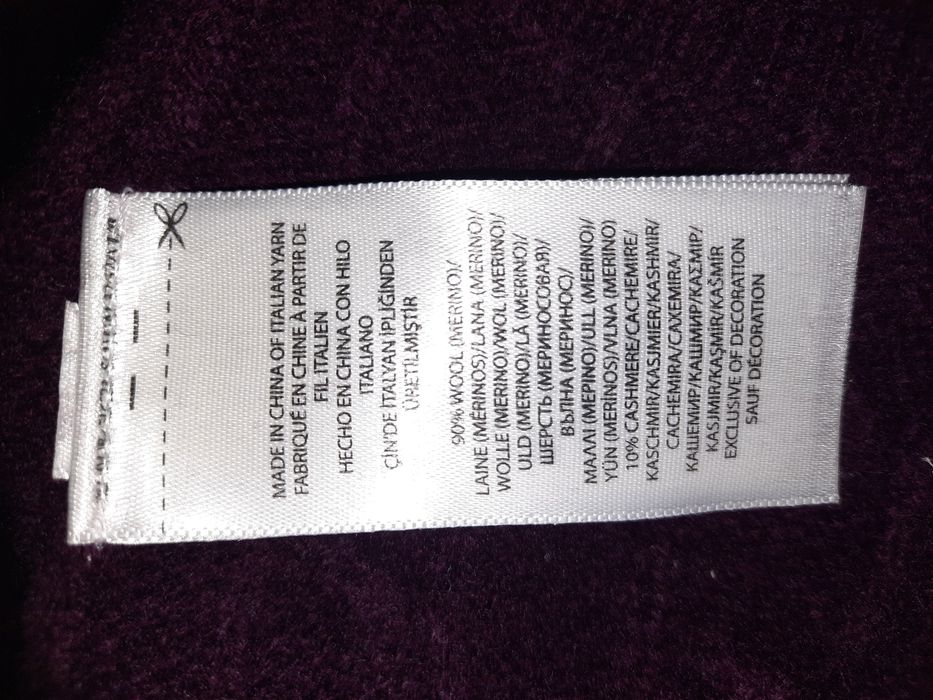 MADE IN CHINA OF ITALIAN YARN
FABRIQUÉ EN CHINE À PARTIR DE
FIL ITALIEN
HECHO EN CHINA CON HILO
ITALIANO
ÇİN'DE İTALYAN İPLİĞİNDEN
ÜRETİLMİŞTİR
90% WOOL (MERINO)/
LAINE (MÉRINOS)/LANA (MERINO)/
WOLLE (MERINO)/WOL (MERINO)/
ULD (MERINO)/LÃ (MERINO)/
ШЕРСТЬ (МЕРИНОСОВАЯ)/
ВЪЛНА (МЕРИНОС)/
ΜΑΛΛΙ (ΜΕΡΙΝΟ)/ULL (MERINO)/
YÜN (MERINOS)/VLNA (MERINO)
10% CASHMERE/CACHEMIRE/
KASCHMIR/KASJMIER/KASHMIR/
CACHEMIRA/CAXEMIRA/
КАШЕМИР/КАШМИР/ΚΑΣΜΙΡ/
KASJMIR/KAŞMİR/KAŠMÍR
EXCLUSIVE OF DECORATION
SAUF DÉCORATION